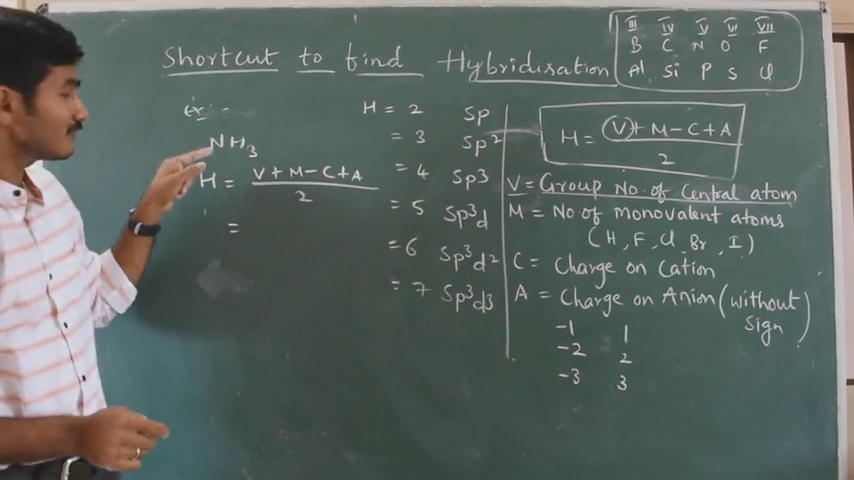 Shortcut to find Hybridisation
III IV V VI VII
B C N O F
Al Si P S Cl
Ex:-
NH3
H = V + M - C + A / 2
=
H = 2 sp
= 3 sp2
= 4 sp3
= 5 sp3d
= 6 sp3d2
= 7 sp3d3
H = V + M - C + A / 2
V = Group No. of Central atom
M = No of monovalent atoms
(H, F, Cl, Br, I)
C = Charge on Cation
A = Charge on Anion (without sign)
-1 1
-2 2
-3 3